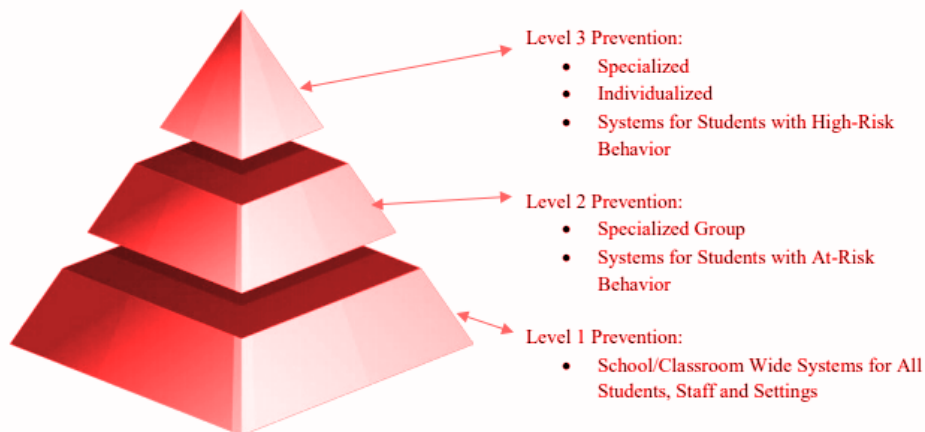 Level 3 Prevention:
• Specialized
• Individualized
• Systems for Students with High-Risk
Behavior
Level 2 Prevention:
• Specialized Group
• Systems for Students with At-Risk
Behavior
Level 1 Prevention:
• School/Classroom Wide Systems for All
Students, Staff and Settings